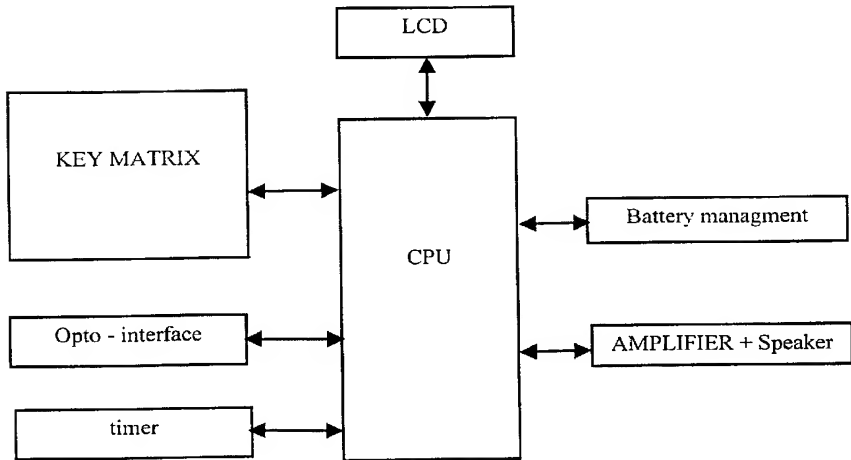 LCD
KEY MATRIX
CPU
Battery managment
Opto - interface
AMPLIFIER + Speaker
timer